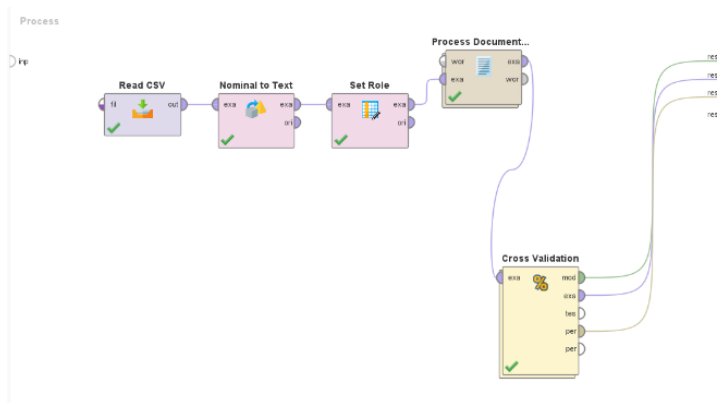 Process
inp
Process Document...
wor exa
exa wor
res
res
res
res
Read CSV
fil out
Nominal to Text
exa exa
ori
Set Role
exa exa
ori
Cross Validation
exa % mod
exa
tes
per
per